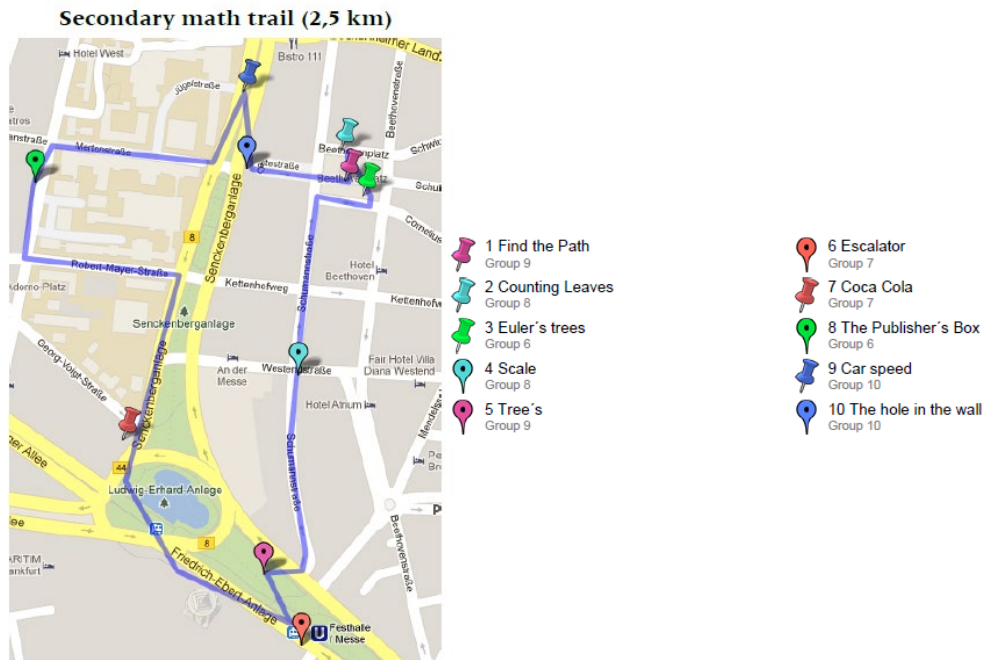 Secondary math trail (2,5 km)
Hotel West
Bistro 111
Jügelstraße
Beethovenstraße
Mertonstraße
Beethovenplatz
Senckenberganlage
8
Robert-Mayer-Straße
Schumannstraße
Hotel
Beethoven
Kettenhofweg
Senckenberganlage
Georg-Voigt-Straße
Senckenberganlage
An der
Messe
Fair Hotel Villa
Diana Westend
Hotel Atrium
44
Ludwig-Erhard-Anlage
Schumannstraße
8
Friedrich-Ebert-Anlage
Beethovenstraße
U
Festhalle
/ Messe
1 Find the Path
Group 9
2 Counting Leaves
Group 8
3 Euler´s trees
Group 6
4 Scale
Group 8
5 Tree´s
Group 9
6 Escalator
Group 7
7 Coca Cola
Group 7
8 The Publisher´s Box
Group 6
9 Car speed
Group 10
10 The hole in the wall
Group 10